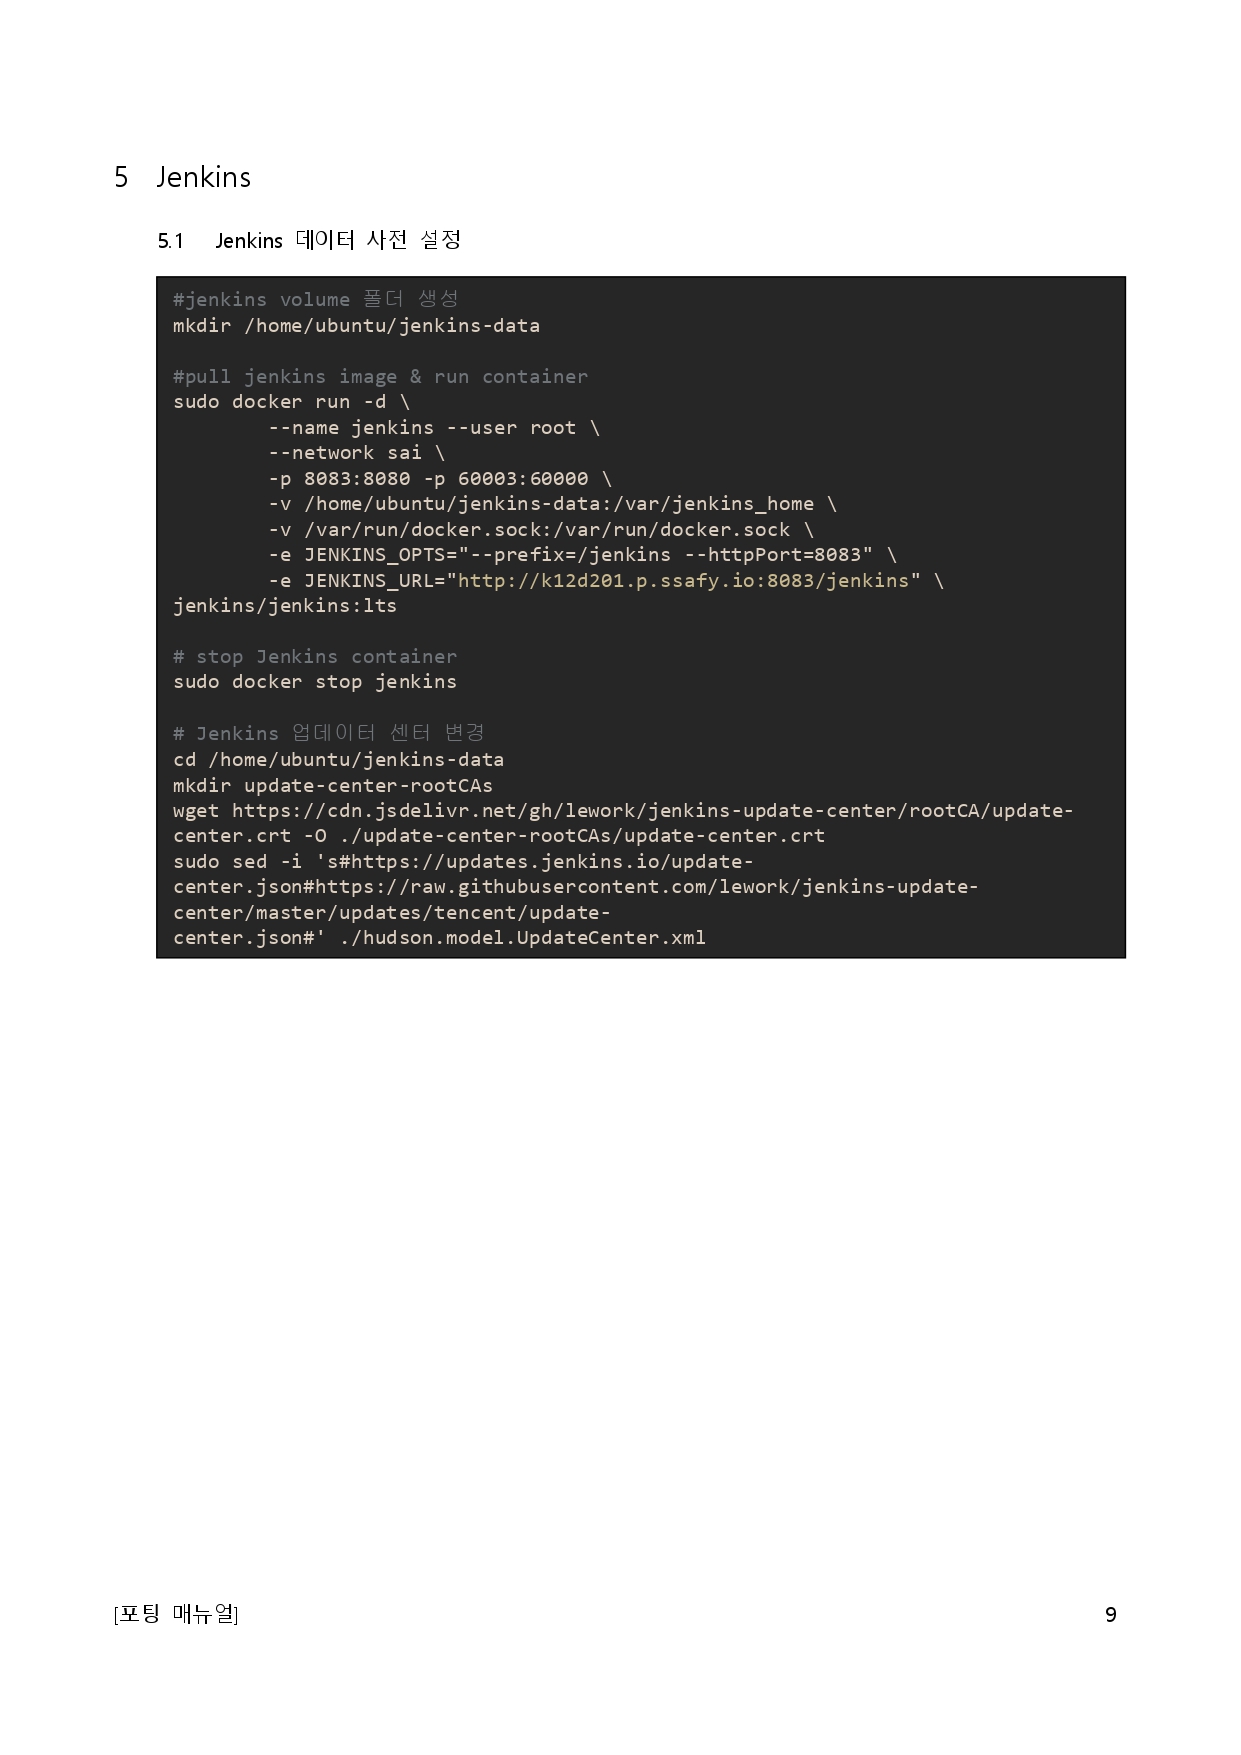 5 Jenkins
5.1 Jenkins 데이터 사전 설정
#jenkins volume 폴더 생성
mkdir /home/ubuntu/jenkins-data
#pull jenkins image & run container
sudo docker run -d \
--name jenkins --user root \
--network sai \
-p 8083:8080 -p 60003:60000 \
-v /home/ubuntu/jenkins-data:/var/jenkins_home \
-v /var/run/docker.sock:/var/run/docker.sock \
-e JENKINS_OPTS="--prefix=/jenkins --httpPort=8083" \
-e JENKINS_URL="http://k12d201.p.ssafy.io:8083/jenkins" \
jenkins/jenkins:lts
# stop Jenkins container
sudo docker stop jenkins
# Jenkins 업데이터 센터 변경
cd /home/ubuntu/jenkins-data
mkdir update-center-rootCAs
wget https://cdn.jsdelivr.net/gh/lework/jenkins-update-center/rootCA/update-
center.crt -O ./update-center-rootCAs/update-center.crt
sudo sed -i 's#https://updates.jenkins.io/update-
center.json#https://raw.githubusercontent.com/lework/jenkins-update-
center/master/updates/tencent/update-
center.json#' ./hudson.model.UpdateCenter.xml
[포팅 매뉴얼] 9